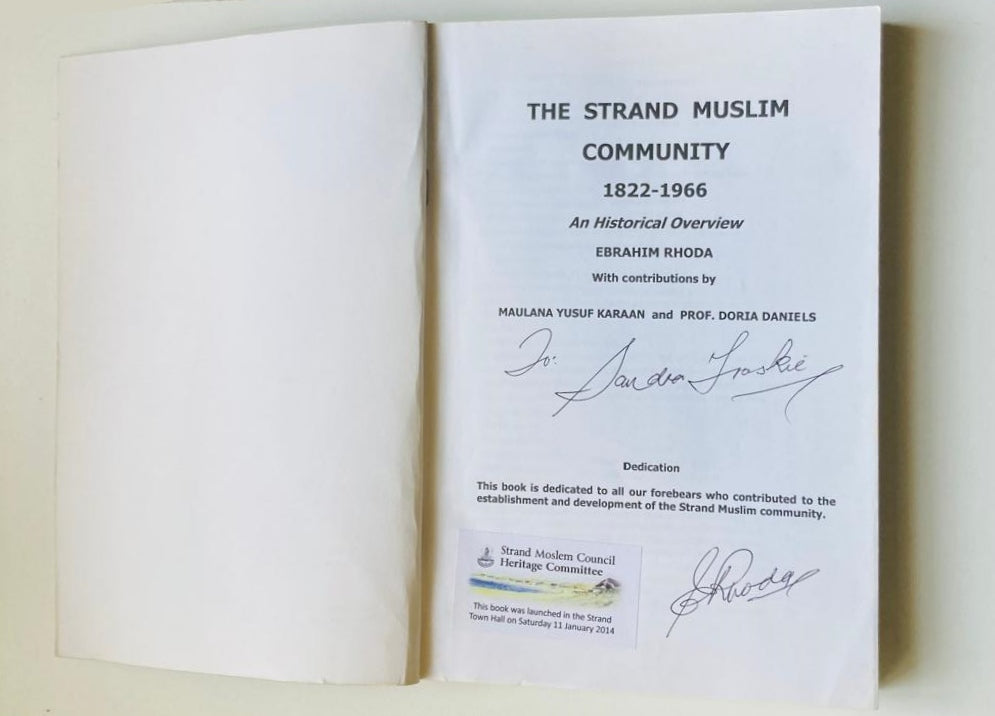 THE STRAND MUSLIM
COMMUNITY
1822-1966
An Historical Overview
EBRAHIM RHODA
With contributions by
MAULANA YUSUF KARAAN and PROF. DORIA DANIELS
To: Sandra Troskie
Dedication
This book is dedicated to all our forebears who contributed to the
establishment and development of the Strand Muslim community.
Strand Moslem Council
Heritage Committee
This book was launched in the Strand
Town Hall on Saturday 11 January 2014
ERhoda